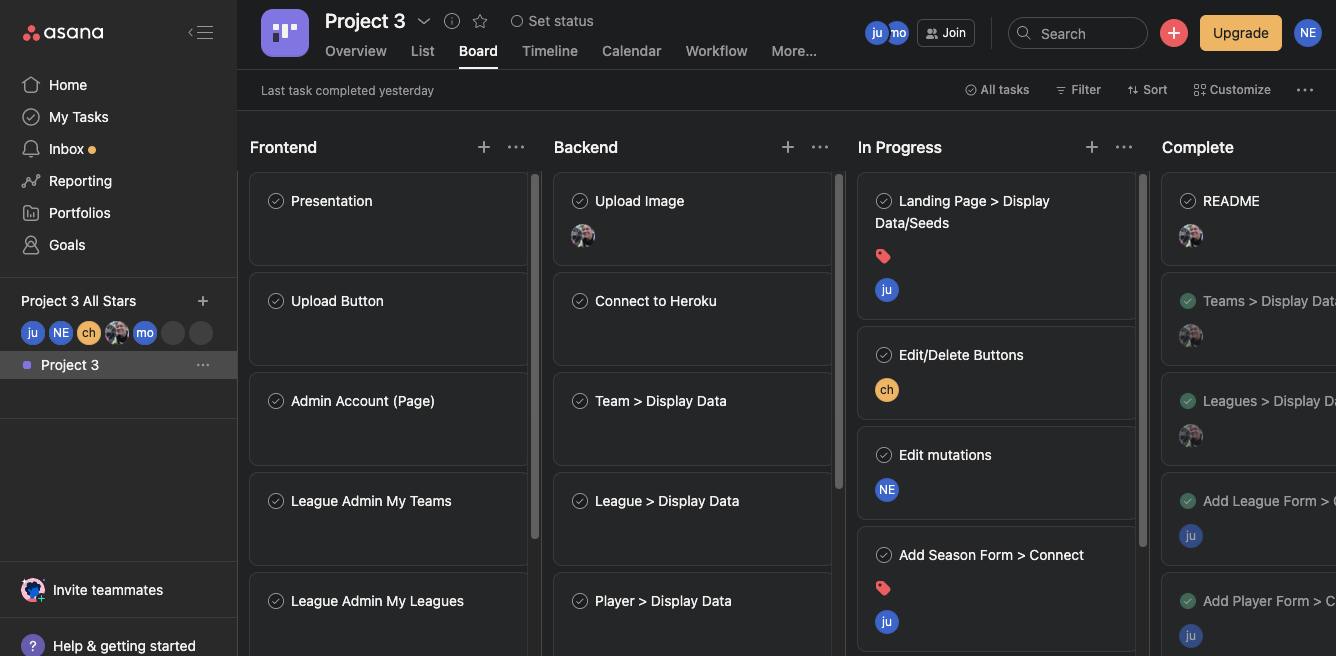 asana
Home
My Tasks
Inbox
Reporting
Portfolios
Goals
Project 3 All Stars
ju NE ch mo
Project 3
Invite teammates
? Help & getting started
Project 3
Set status
Overview List Board Timeline Calendar Workflow More...
ju mo Join
Search
Upgrade
NE
Last task completed yesterday
All tasks Filter Sort Customize
Frontend
Presentation
Upload Button
Admin Account (Page)
League Admin My Teams
League Admin My Leagues
Backend
Upload Image
Connect to Heroku
Team > Display Data
League > Display Data
Player > Display Data
In Progress
Landing Page > Display
Data/Seeds
ju
Edit/Delete Buttons
ch
Edit mutations
NE
Add Season Form > Connect
ju
Complete
README
Teams > Display Data
Leagues > Display D
Add League Form >
ju
Add Player Form > C
ju